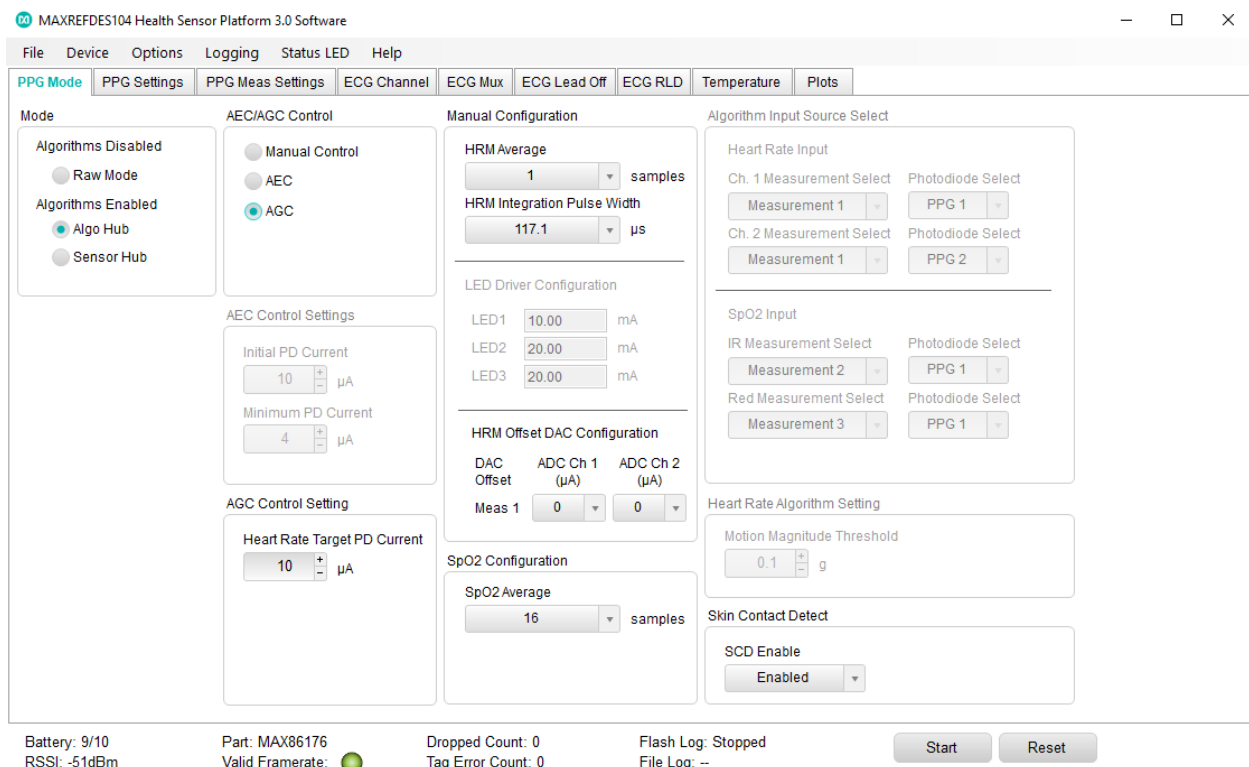 MAXREFDES104 Health Sensor Platform 3.0 Software
File Device Options Logging Status LED Help
PPG Mode PPG Settings PPG Meas Settings ECG Channel ECG Mux ECG Lead Off ECG RLD Temperature Plots
Mode
Algorithms Disabled
Raw Mode
Algorithms Enabled
Algo Hub
Sensor Hub
AEC/AGC Control
Manual Control
AEC
AGC
AEC Control Settings
Initial PD Current
10 + − µA
Minimum PD Current
4 + − µA
AGC Control Setting
Heart Rate Target PD Current
10 + − µA
Manual Configuration
HRM Average
1 samples
HRM Integration Pulse Width
117.1 µs
LED Driver Configuration
LED1 10.00 mA
LED2 20.00 mA
LED3 20.00 mA
HRM Offset DAC Configuration
DAC ADC Ch 1 ADC Ch 2
Offset (µA) (µA)
Meas 1 0 0
SpO2 Configuration
SpO2 Average
16 samples
Algorithm Input Source Select
Heart Rate Input
Ch. 1 Measurement Select Photodiode Select
Measurement 1 PPG 1
Ch. 2 Measurement Select Photodiode Select
Measurement 1 PPG 2
SpO2 Input
IR Measurement Select Photodiode Select
Measurement 2 PPG 1
Red Measurement Select Photodiode Select
Measurement 3 PPG 1
Heart Rate Algorithm Setting
Motion Magnitude Threshold
0.1 + − g
Skin Contact Detect
SCD Enable
Enabled
Battery: 9/10 Part: MAX86176 Dropped Count: 0 Flash Log: Stopped Start Reset
RSSI: -51dBm Valid Framerate: Tag Error Count: 0 File Log: --